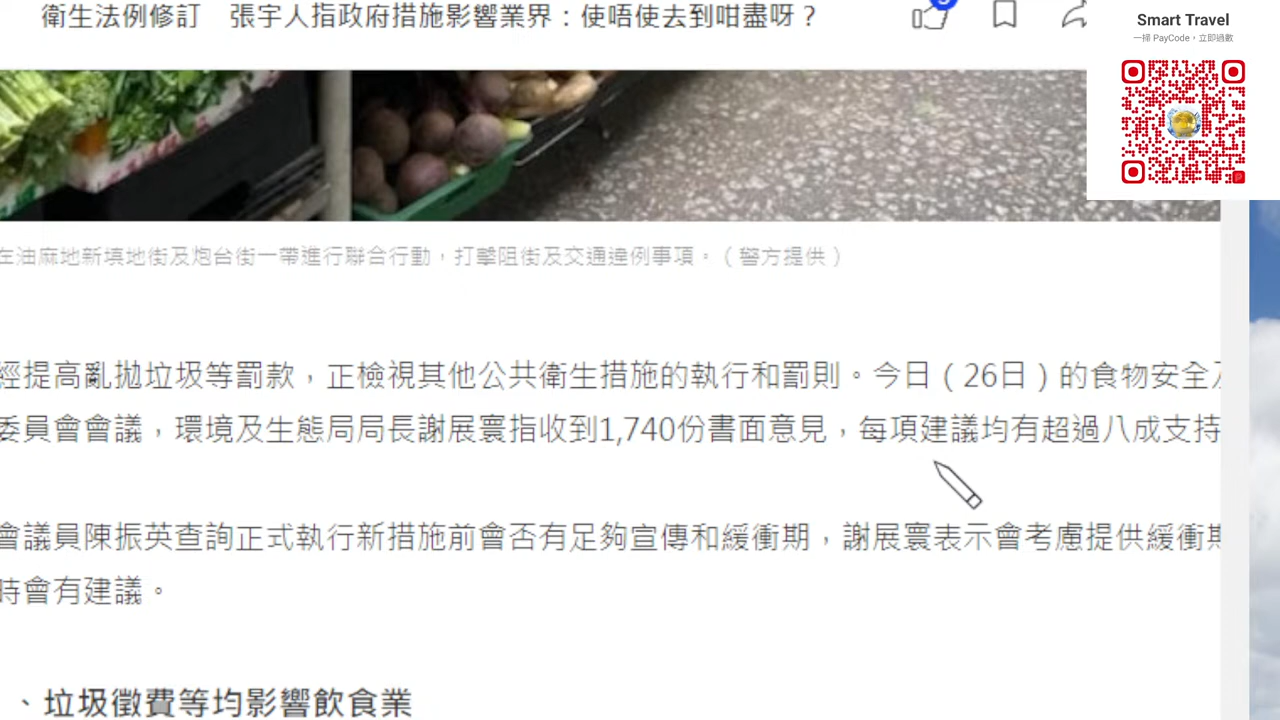 衞生法例修訂　張宇人指政府措施影響業界：使唔使去到咁盡呀？
Smart Travel
一掃 PayCode，立即過數
在油麻地新填地街及炮台街一帶進行聯合行動，打擊阻街及交通違例事項。（警方提供）
經提高亂拋垃圾等罰款，正檢視其他公共衞生措施的執行和罰則。今日（26日）的食物安全及
委員會會議，環境及生態局局長謝展寰指收到1,740份書面意見，每項建議均有超過八成支持
會議員陳振英查詢正式執行新措施前會否有足夠宣傳和緩衝期，謝展寰表示會考慮提供緩衝期
時會有建議。
、垃圾徵費等均影響飲食業